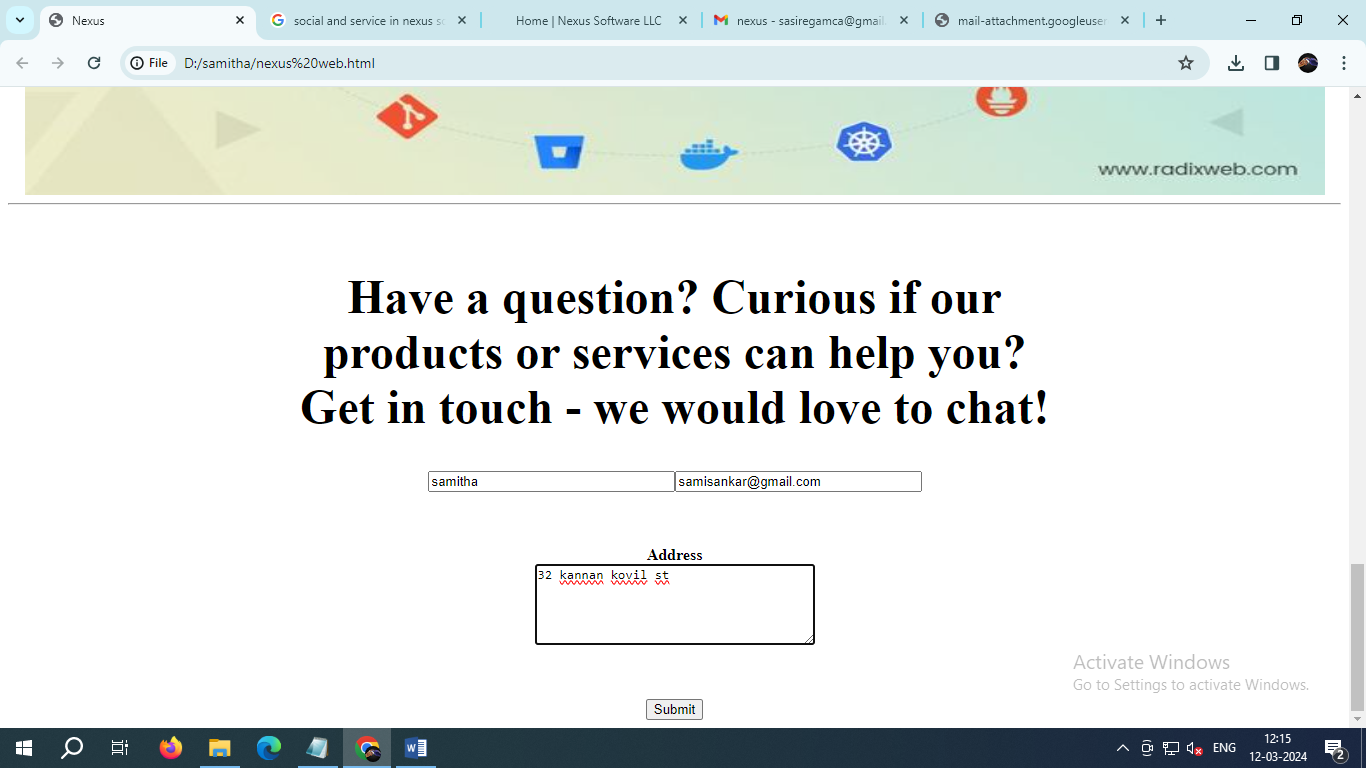 Nexus
social and service in nexus so
Home | Nexus Software LLC
nexus - sasiregamca@gmail.
mail-attachment.googleuser
File
D:/samitha/nexus%20web.html
www.radixweb.com
Have a question? Curious if our
products or services can help you?
Get in touch - we would love to chat!
samitha
samisankar@gmail.com
Address
32 kannan kovil st
Submit
Activate Windows
Go to Settings to activate Windows.
ENG
12:15
12-03-2024
2